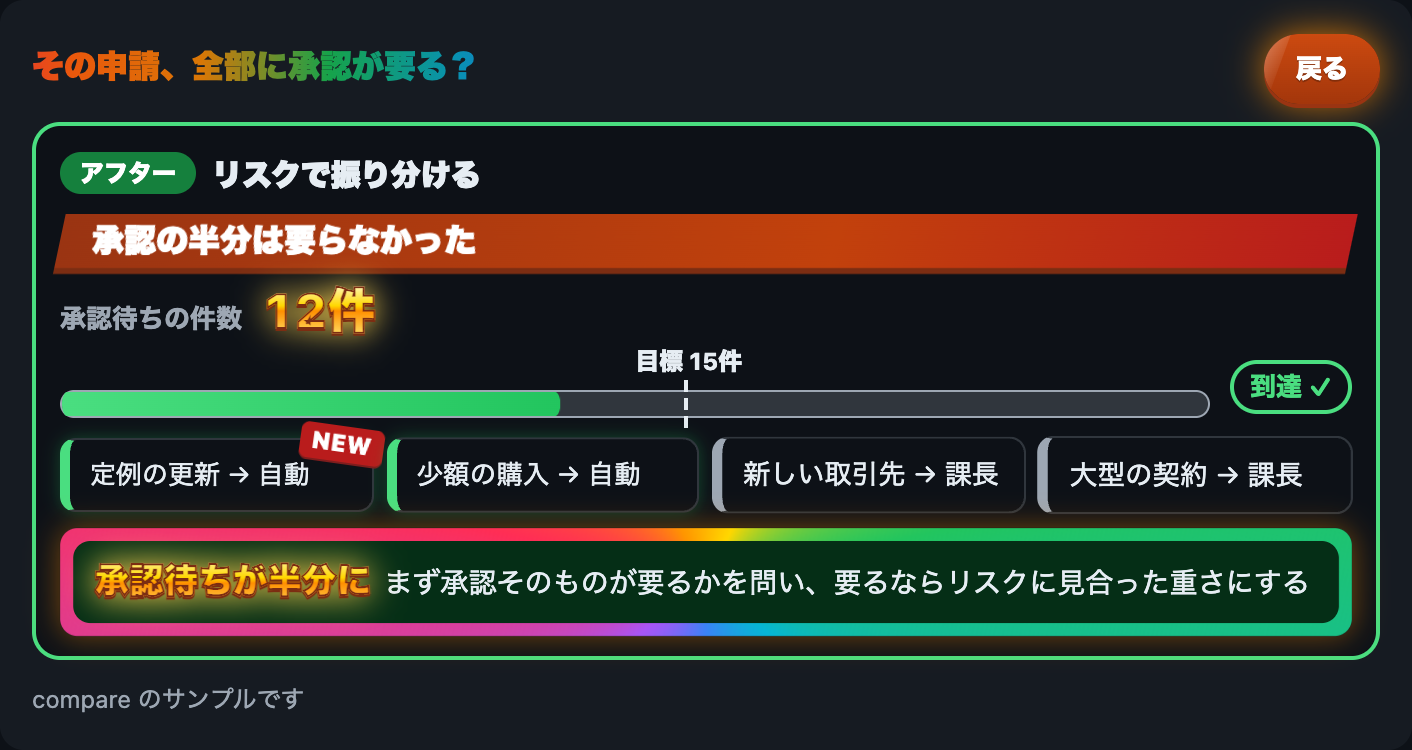 その申請、全部に承認が要る？
戻る
アフター リスクで振り分ける
承認の半分は要らなかった
承認待ちの件数 12件
目標 15件
到達 ✓
NEW
定例の更新 → 自動
少額の購入 → 自動
新しい取引先 → 課長
大型の契約 → 課長
承認待ちが半分に まず承認そのものが要るかを問い、要るならリスクに見合った重さにする
compare のサンプルです